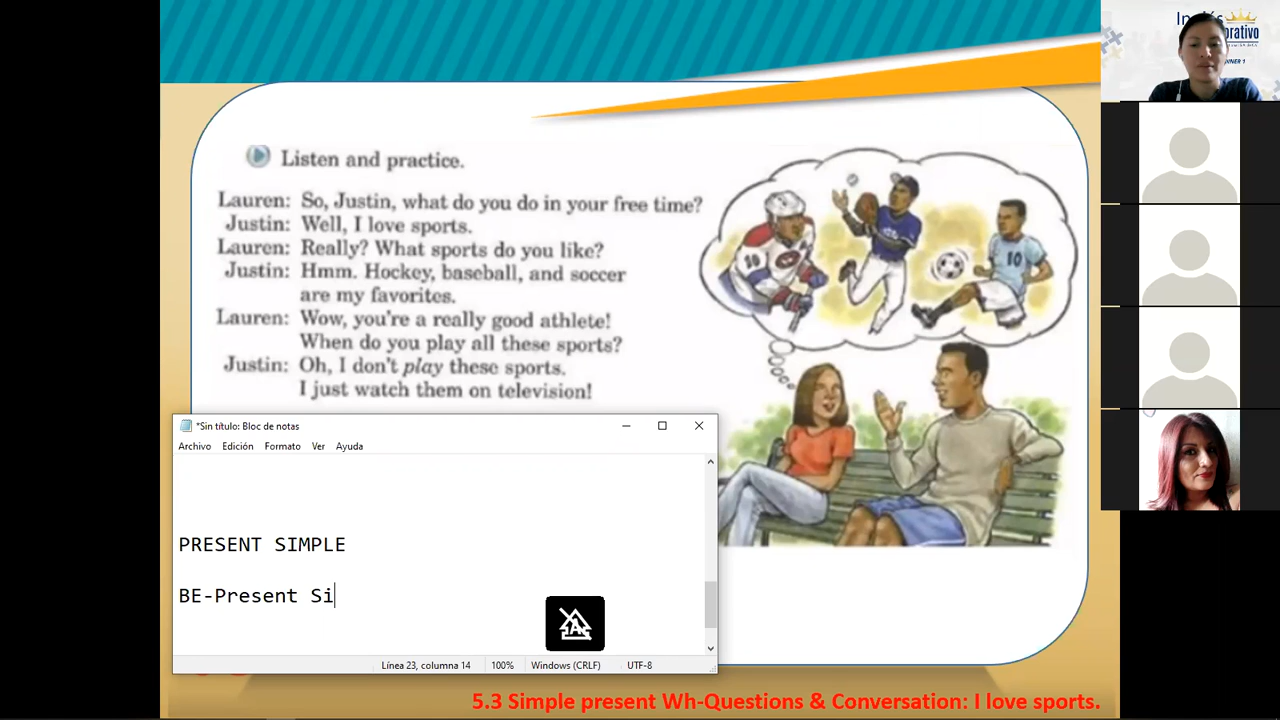 Listen and practice.
Lauren: So, Justin, what do you do in your free time?
Justin: Well, I love sports.
Lauren: Really? What sports do you like?
Justin: Hmm. Hockey, baseball, and soccer
are my favorites.
Lauren: Wow, you're a really good athlete!
When do you play all these sports?
Justin: Oh, I don't play these sports.
I just watch them on television!
10
10
*Sin título: Bloc de notas
Archivo Edición Formato Ver Ayuda
PRESENT SIMPLE
BE-Present Si
A
Línea 23, columna 14 100% Windows (CRLF) UTF-8
5.3 Simple present Wh-Questions & Conversation: I love sports.